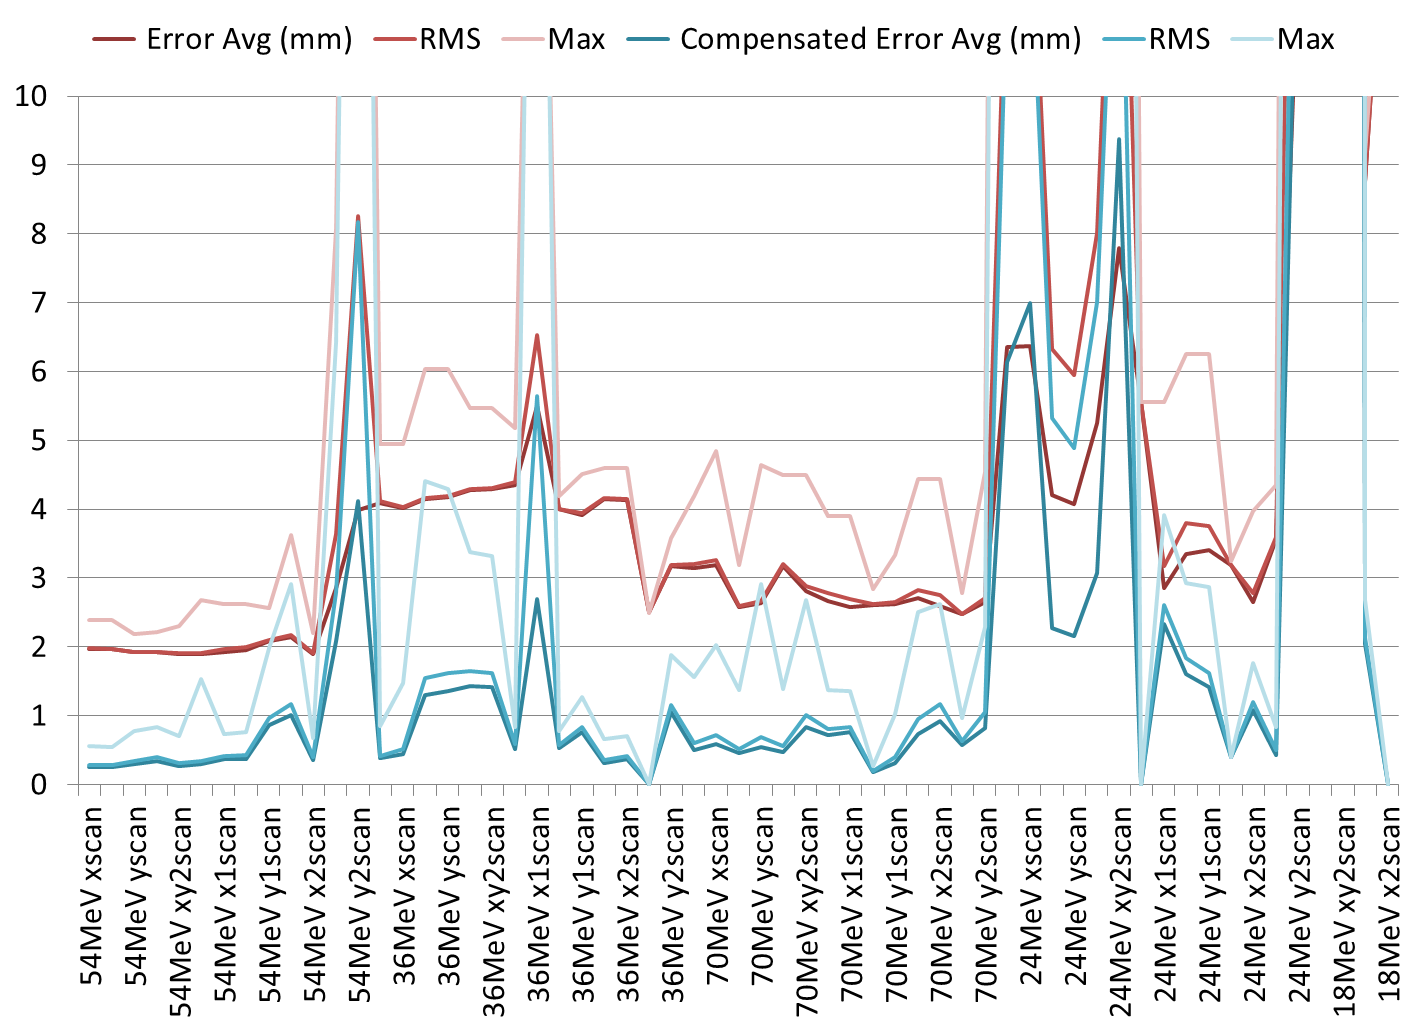 Error Avg (mm) RMS Max Compensated Error Avg (mm) RMS Max
10
9
8
7
6
5
4
3
2
1
0
54MeV xscan
54MeV yscan
54MeV xy2scan
54MeV x1scan
54MeV y1scan
54MeV x2scan
54MeV y2scan
36MeV xscan
36MeV yscan
36MeV xy2scan
36MeV x1scan
36MeV y1scan
36MeV x2scan
36MeV y2scan
70MeV xscan
70MeV yscan
70MeV xy2scan
70MeV x1scan
70MeV y1scan
70MeV x2scan
70MeV y2scan
24MeV xscan
24MeV yscan
24MeV xy2scan
24MeV x1scan
24MeV y1scan
24MeV x2scan
24MeV y2scan
18MeV xy2scan
18MeV x2scan